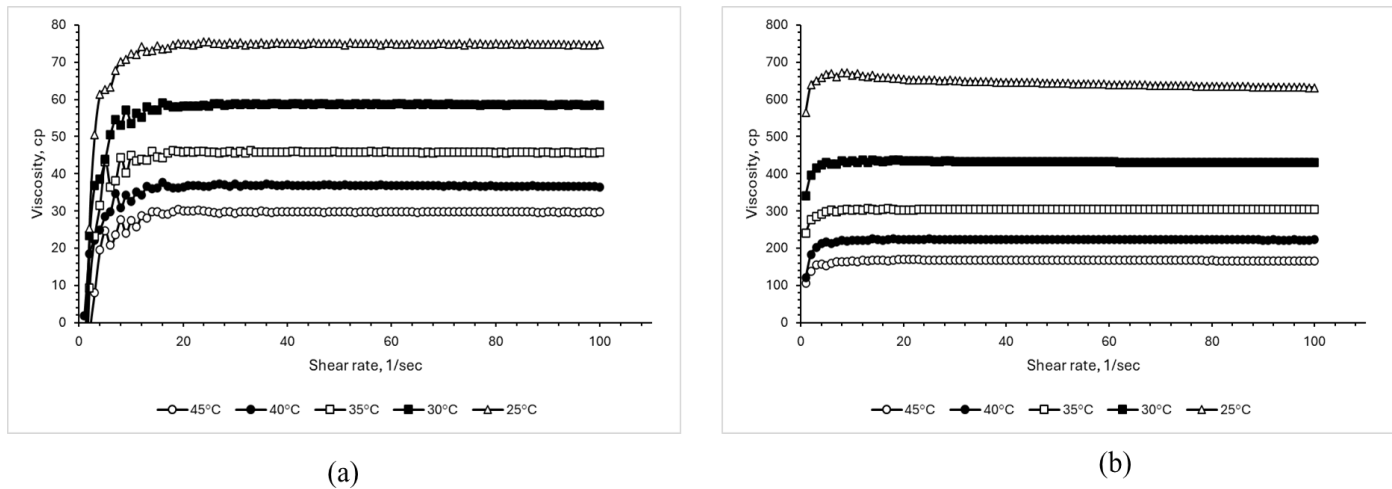 80
70
60
50
40
30
20
10
0
Viscosity, cp
0 20 40 60 80 100
Shear rate, 1/sec
45°C 40°C 35°C 30°C 25°C
(a)
800
700
600
500
400
300
200
100
0
Viscosity, cp
0 20 40 60 80 100
Shear rate, 1/sec
45°C 40°C 35°C 30°C 25°C
(b)